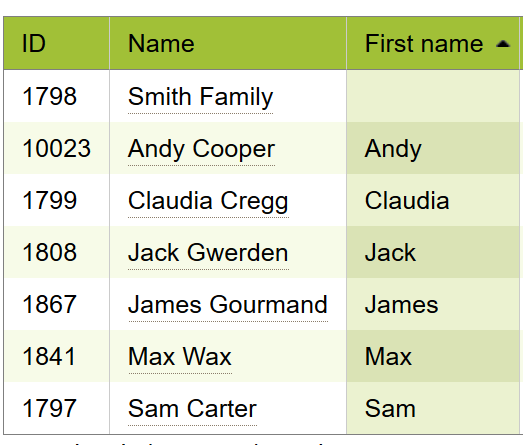 ID Name First name
1798 Smith Family
10023 Andy Cooper Andy
1799 Claudia Cregg Claudia
1808 Jack Gwerden Jack
1867 James Gourmand James
1841 Max Wax Max
1797 Sam Carter Sam